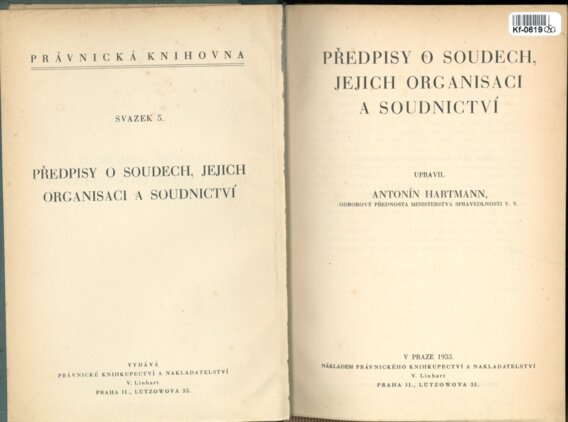 PRÁVNICKÁ KNIHOVNA
SVAZEK 5.
PŘEDPISY O SOUDECH, JEJICH
ORGANISACI A SOUDNICTVÍ
VYDÁVÁ
PRÁVNICKÉ KNIHKUPECTVÍ A NAKLADATELSTVÍ
V. Linhart
PRAHA II., LÜTZOWOVA 35.
Kf-0619
PŘEDPISY O SOUDECH,
JEJICH ORGANISACI
A SOUDNICTVÍ
UPRAVIL
ANTONÍN HARTMANN,
ODBOROVÝ PŘEDNOSTA MINISTERSTVA SPRAVEDLNOSTI V. V.
V PRAZE 1933.
NÁKLADEM PRÁVNICKÉHO KNIHKUPECTVÍ A NAKLADATELSTVÍ
V. Linhart
PRAHA II., LÜTZOWOVA 35.